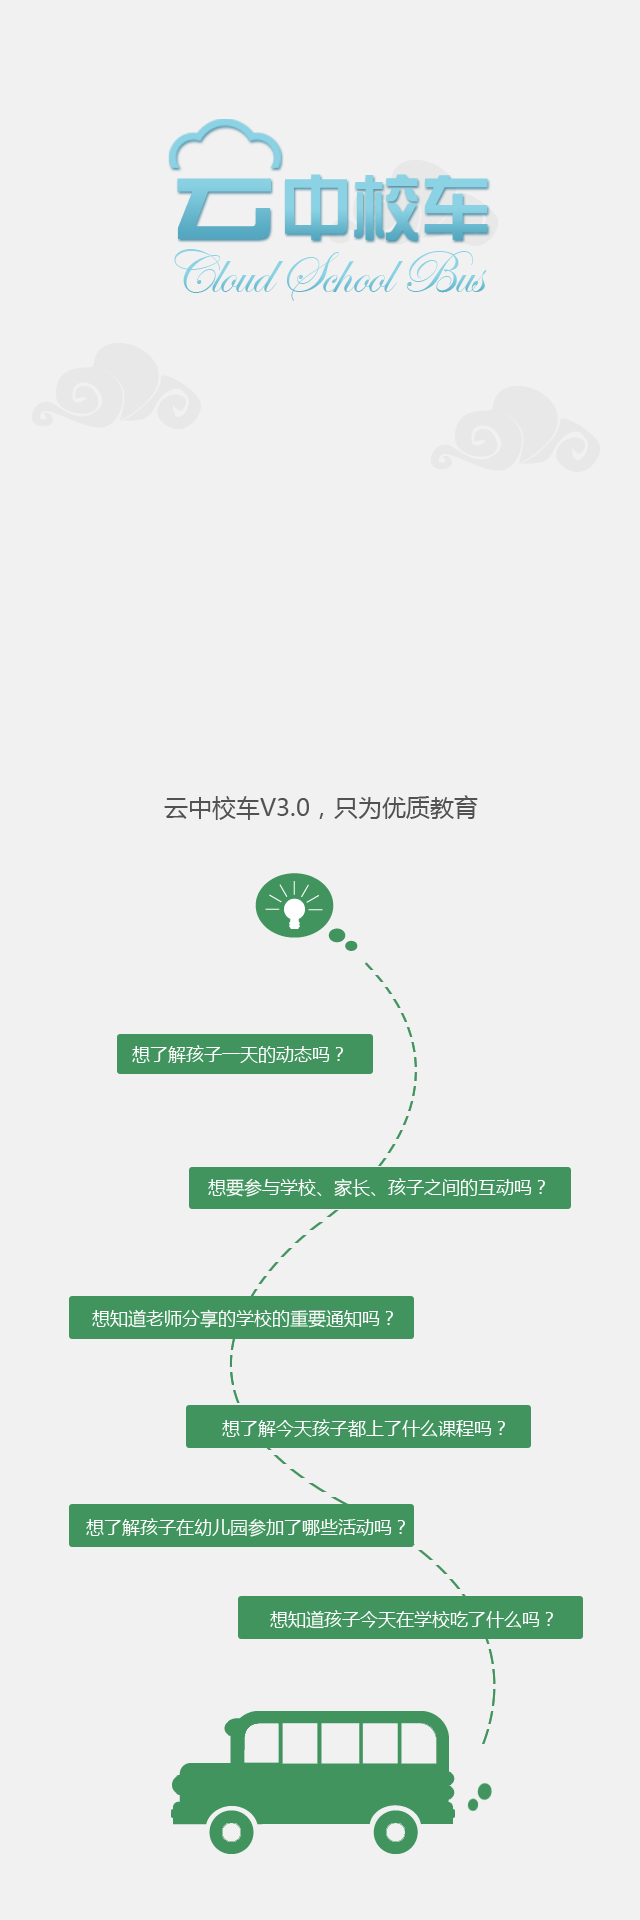 云中校车
Cloud School Bus
云中校车V3.0，只为优质教育
想了解孩子一天的动态吗？
想要参与学校、家长、孩子之间的互动吗？
想知道老师分享的学校的重要通知吗？
想了解今天孩子都上了什么课程吗？
想了解孩子在幼儿园参加了哪些活动吗？
想知道孩子今天在学校吃了什么吗？